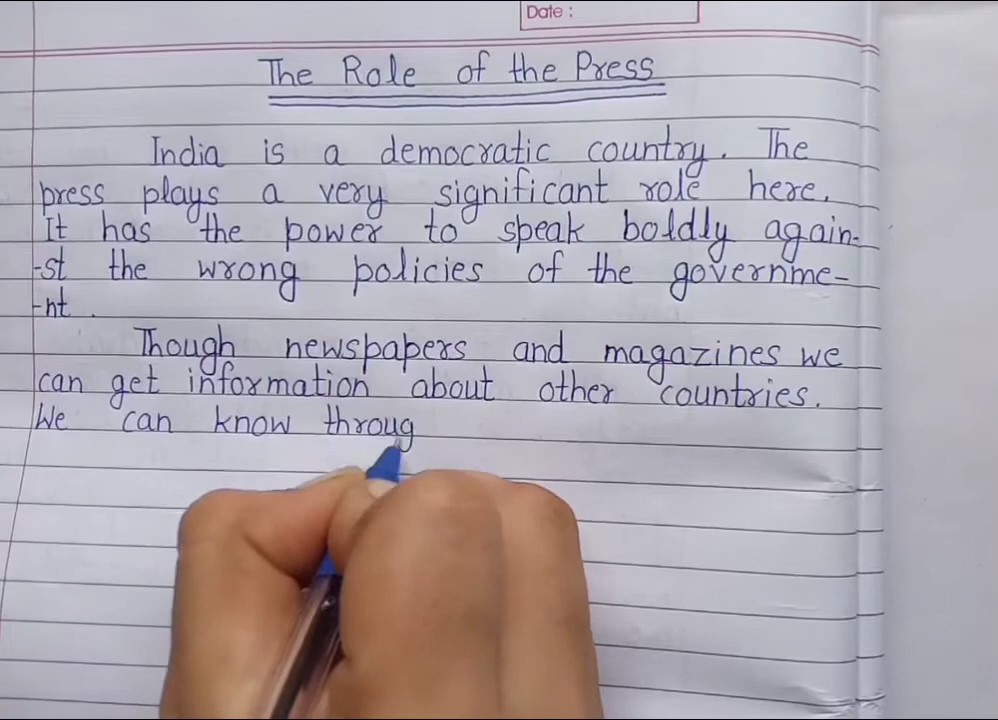 Date :
The Role of the Press
India is a democratic country. The
press plays a very significant role here.
It has the power to speak boldly again-
-st the wrong policies of the governme-
-nt .
Though newspapers and magazines we
can get information about other countries.
We can know throug